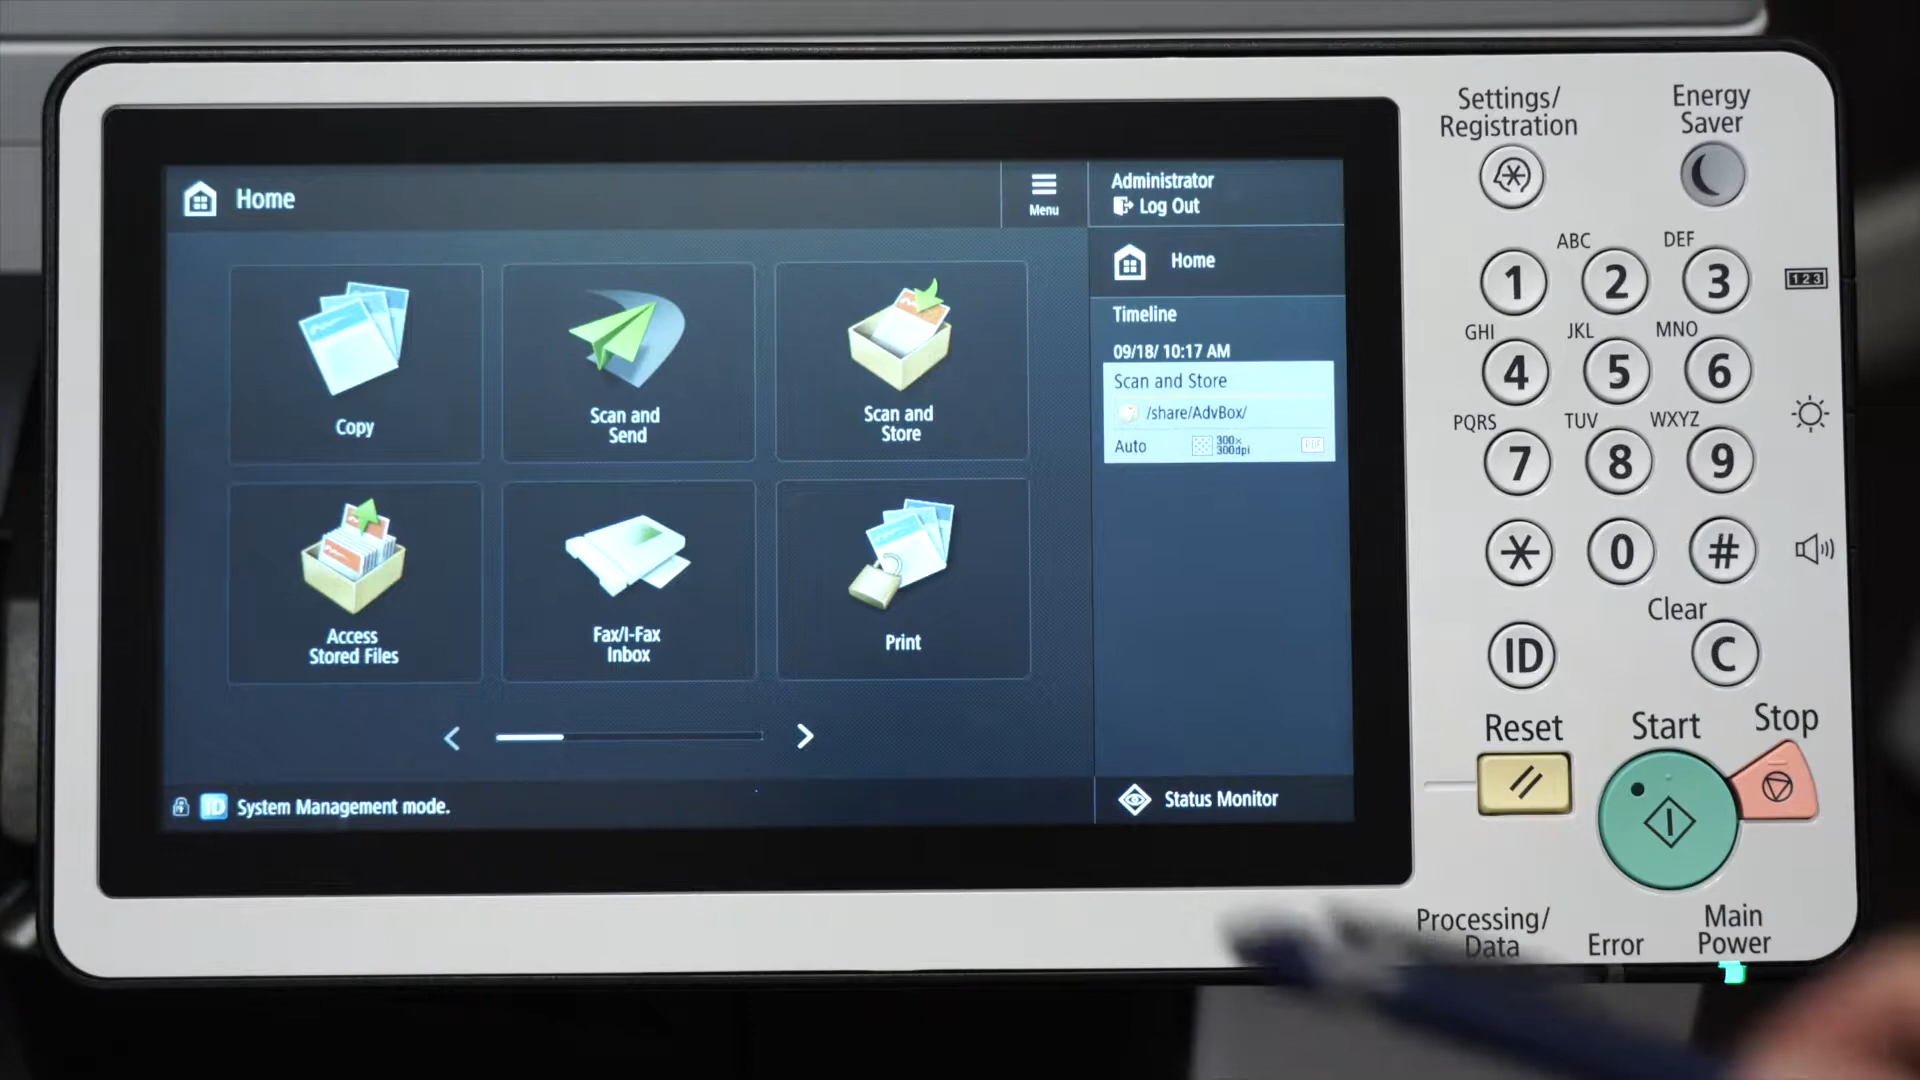 Home
Menu
Administrator
Log Out
Copy
Scan and
Send
Scan and
Store
Access
Stored Files
Fax/I-Fax
Inbox
Print
ID System Management mode.
Home
Timeline
09/18/ 10:17 AM
Scan and Store
/share/AdvBox/
Auto
300×
300dpi
PDF
Status Monitor
Settings/
Registration
Energy
Saver
ABC DEF
1 2 3
123
GHI JKL MNO
4 5 6
PQRS TUV WXYZ
7 8 9
* 0 #
Clear
ID C
Reset Start Stop
Processing/
Data
Error
Main
Power